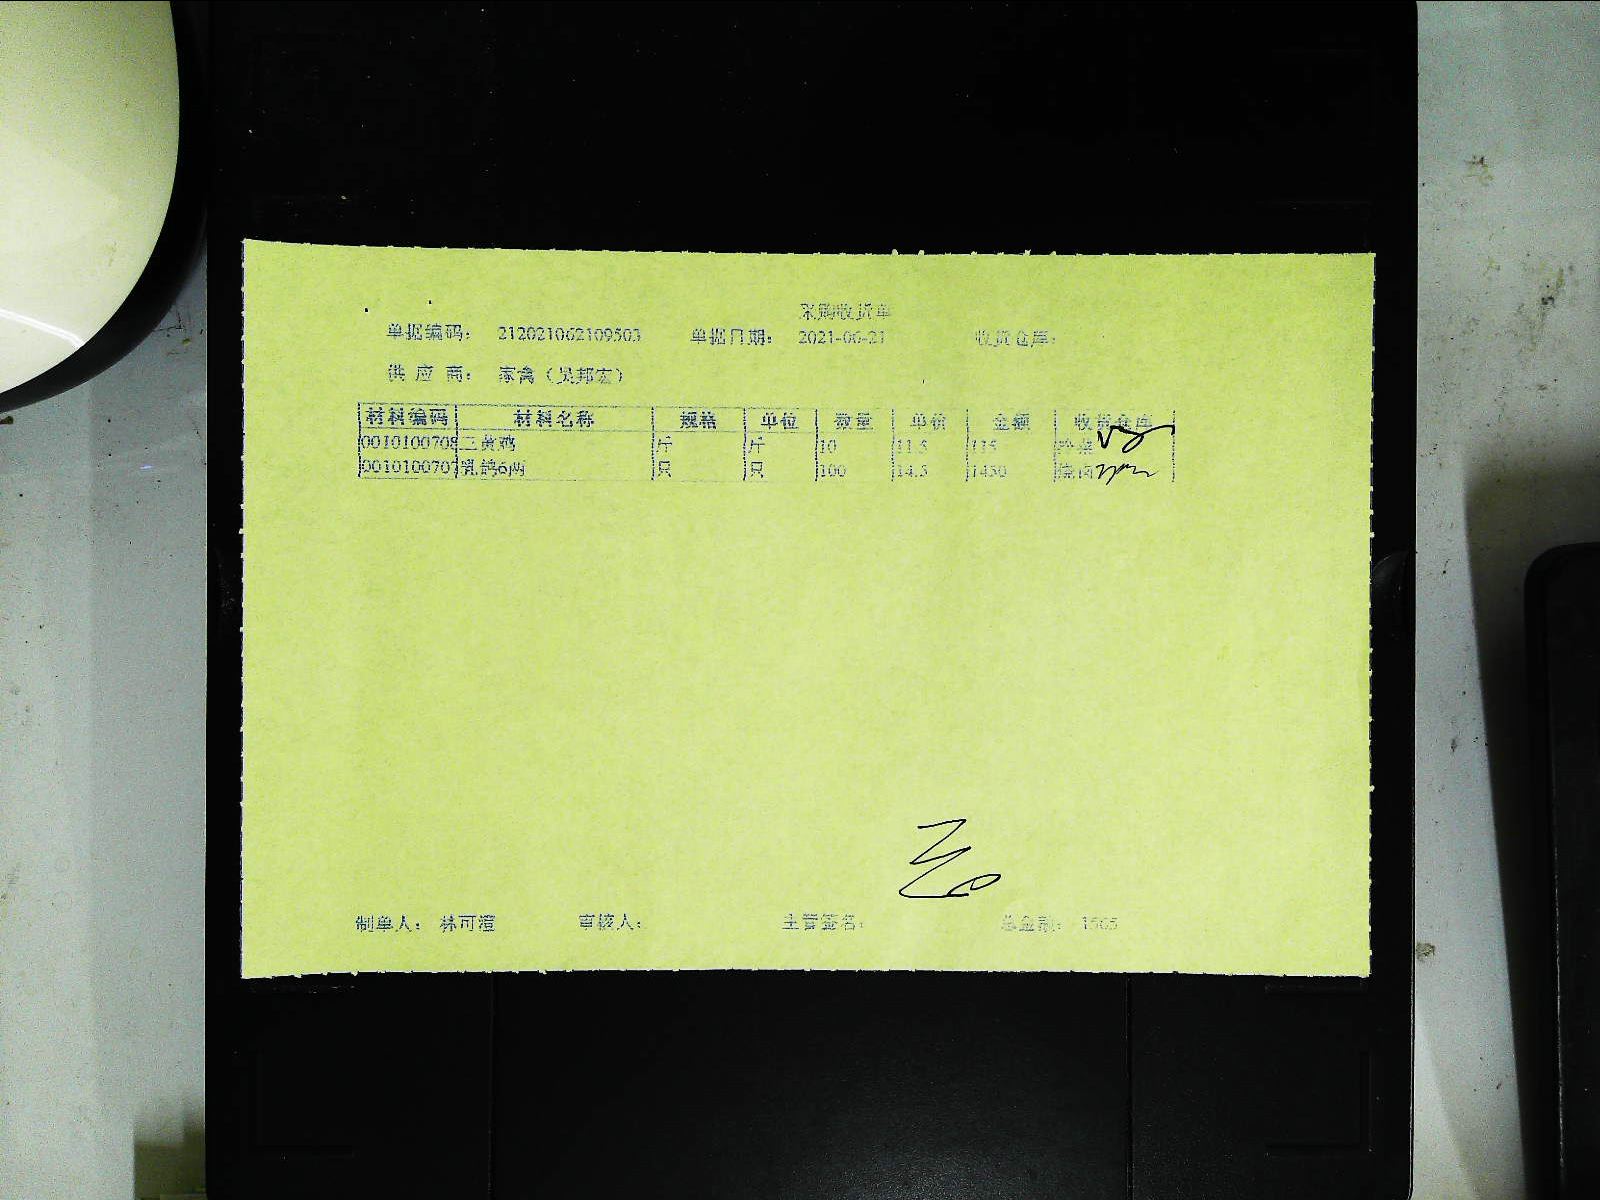 采购收货单
单据编码: 212021062109503 单据日期: 2021-06-21 收货仓库:
供 应 商: 家禽（吴邦宏）
材料编码 材料名称 规格 单位 数量 单价 金额 收货仓库
0010100708 三黄鸡 斤 斤 10 11.5 115
0010100707 乳鸽6两 只 只 100 14.5 1450
制单人: 林可澄 审核人: 主管签名: 总金额: 1565